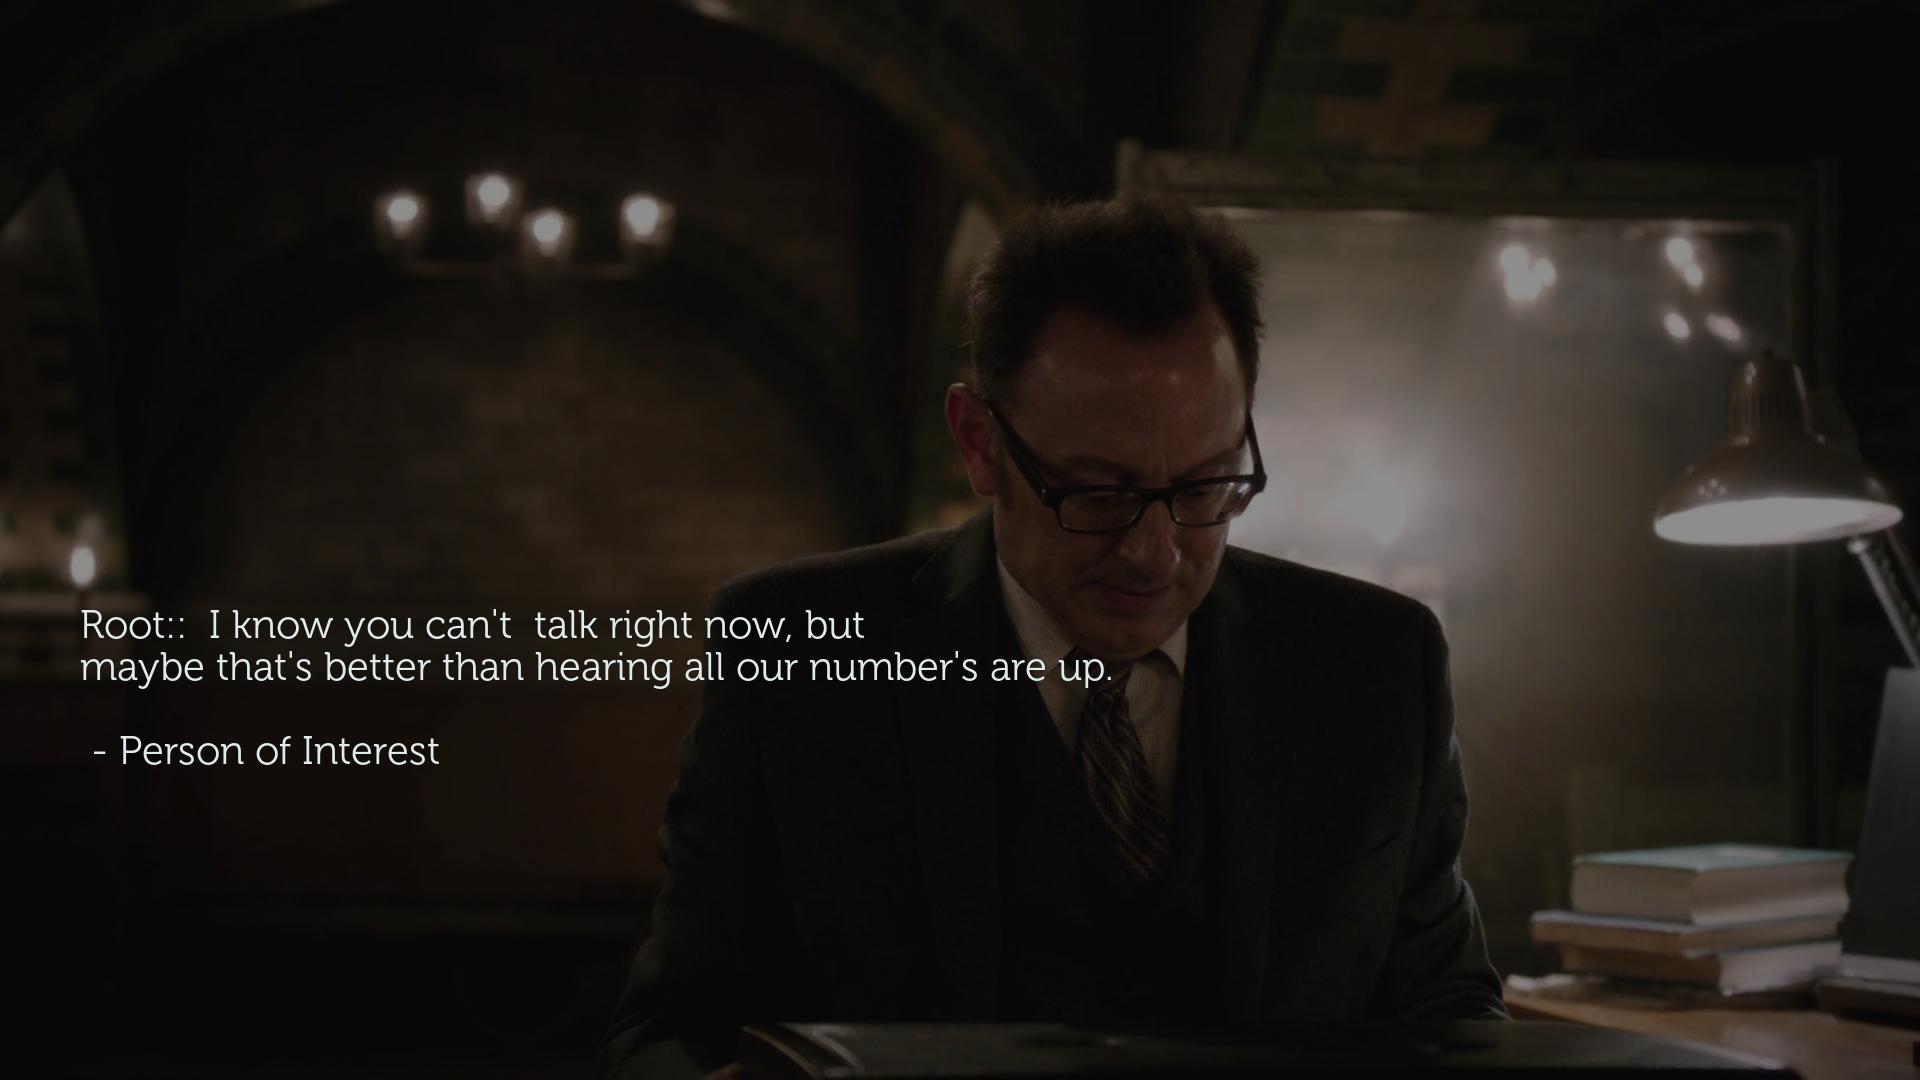 Root::  I know you can't  talk right now, but
maybe that's better than hearing all our number's are up.
- Person of Interest